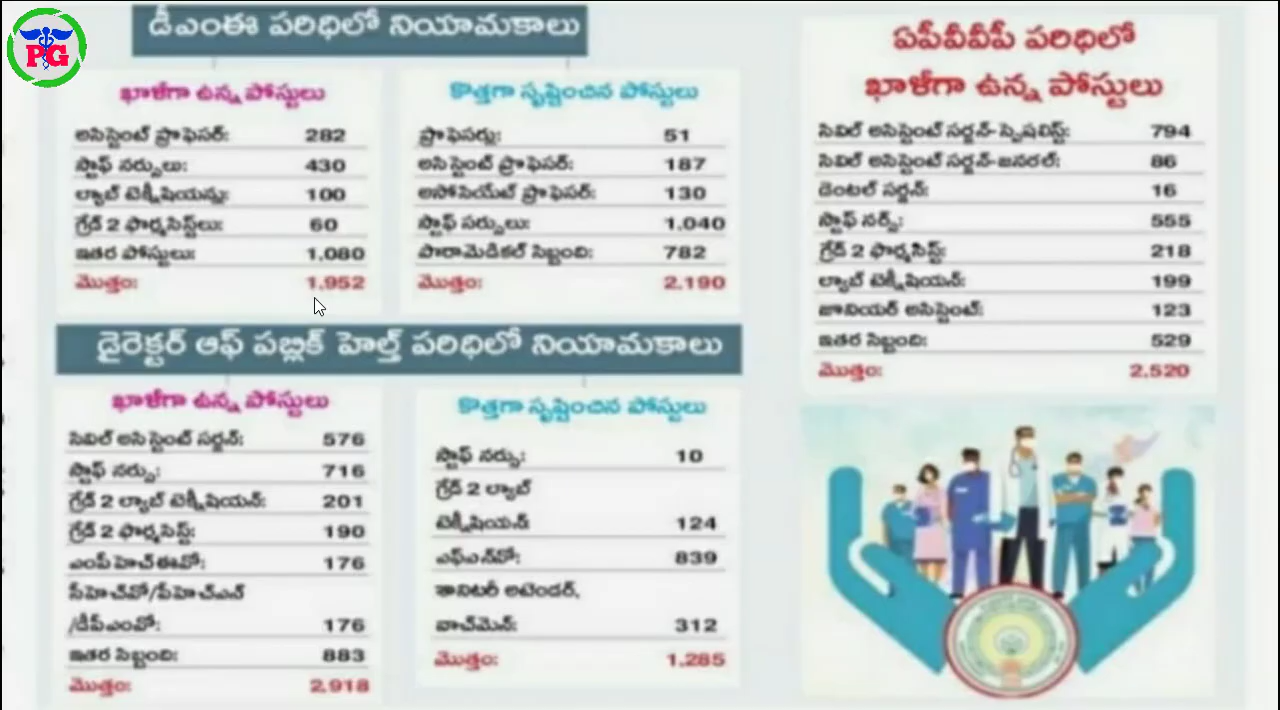 PG
డీఎంఈ పరిధిలో నియామకాలు
ఖాళీగా ఉన్న పోస్టులు
అసిస్టెంట్ ప్రొఫెసర్: 282
స్టాఫ్ నర్సులు: 430
ల్యాబ్ టెక్నీషియన్లు: 100
గ్రేడ్ 2 ఫార్మసిస్ట్‌లు: 60
ఇతర పోస్టులు: 1,080
మొత్తం: 1,952
కొత్తగా సృష్టించిన పోస్టులు
ప్రొఫెసర్లు: 51
అసిస్టెంట్ ప్రొఫెసర్: 187
అసోసియేట్ ప్రొఫెసర్: 130
స్టాఫ్ నర్సులు: 1,040
పారామెడికల్ సిబ్బంది: 782
మొత్తం: 2,190
డైరెక్టర్ ఆఫ్ పబ్లిక్ హెల్త్ పరిధిలో నియామకాలు
ఖాళీగా ఉన్న పోస్టులు
సివిల్ అసిస్టెంట్ సర్జన్: 576
స్టాఫ్ నర్సు: 716
గ్రేడ్ 2 ల్యాబ్ టెక్నీషియన్: 201
గ్రేడ్ 2 ఫార్మసిస్ట్: 190
ఎంపీహెచ్ఈవో: 176
సీహెచ్‌వో/పీహెచ్ఎన్
/డీపీఎంవో: 176
ఇతర సిబ్బంది: 883
మొత్తం: 2,918
కొత్తగా సృష్టించిన పోస్టులు
స్టాఫ్ నర్సు: 10
గ్రేడ్ 2 ల్యాబ్
టెక్నీషియన్ 124
ఎఫ్ఎన్‌వో: 839
శానిటరీ అటెండర్,
వాచ్‌మెన్: 312
మొత్తం: 1,285
ఏపీవీవీపీ పరిధిలో
ఖాళీగా ఉన్న పోస్టులు
సివిల్ అసిస్టెంట్ సర్జన్- స్పెషలిస్ట్: 794
సివిల్ అసిస్టెంట్ సర్జన్-జనరల్: 86
డెంటల్ సర్జన్: 16
స్టాఫ్ నర్స్: 555
గ్రేడ్ 2 ఫార్మసిస్ట్: 218
ల్యాబ్ టెక్నీషియన్: 199
జూనియర్ అసిస్టెంట్: 123
ఇతర సిబ్బంది: 529
మొత్తం: 2,520